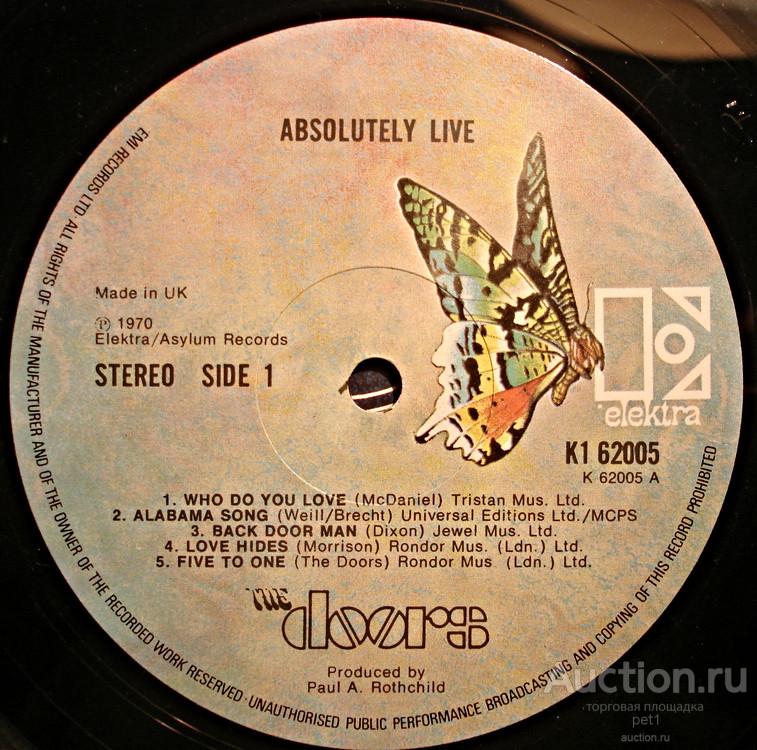 ABSOLUTELY LIVE
Made in UK
Ⓟ 1970
Elektra/Asylum Records
STEREO SIDE 1
elektra
K1 62005
K 62005 A
1. WHO DO YOU LOVE (McDaniel) Tristan Mus. Ltd.
2. ALABAMA SONG (Weill/Brecht) Universal Editions Ltd./MCPS
3. BACK DOOR MAN (Dixon) Jewel Mus. Ltd.
4. LOVE HIDES (Morrison) Rondor Mus. (Ldn.) Ltd.
5. FIVE TO ONE (The Doors) Rondor Mus (Ldn.) Ltd.
THE doors
Produced by
Paul A. Rothchild
EMI RECORDS LTD· ALL RIGHTS OF THE MANUFACTURER AND OF THE OWNER OF THE RECORDED WORK RESERVED·UNAUTHORISED PUBLIC PERFORMANCE BROADCASTING AND COPYING OF THIS RECORD PROHIBITED
Auction.ru
торговая площадка
pet1
auction.ru